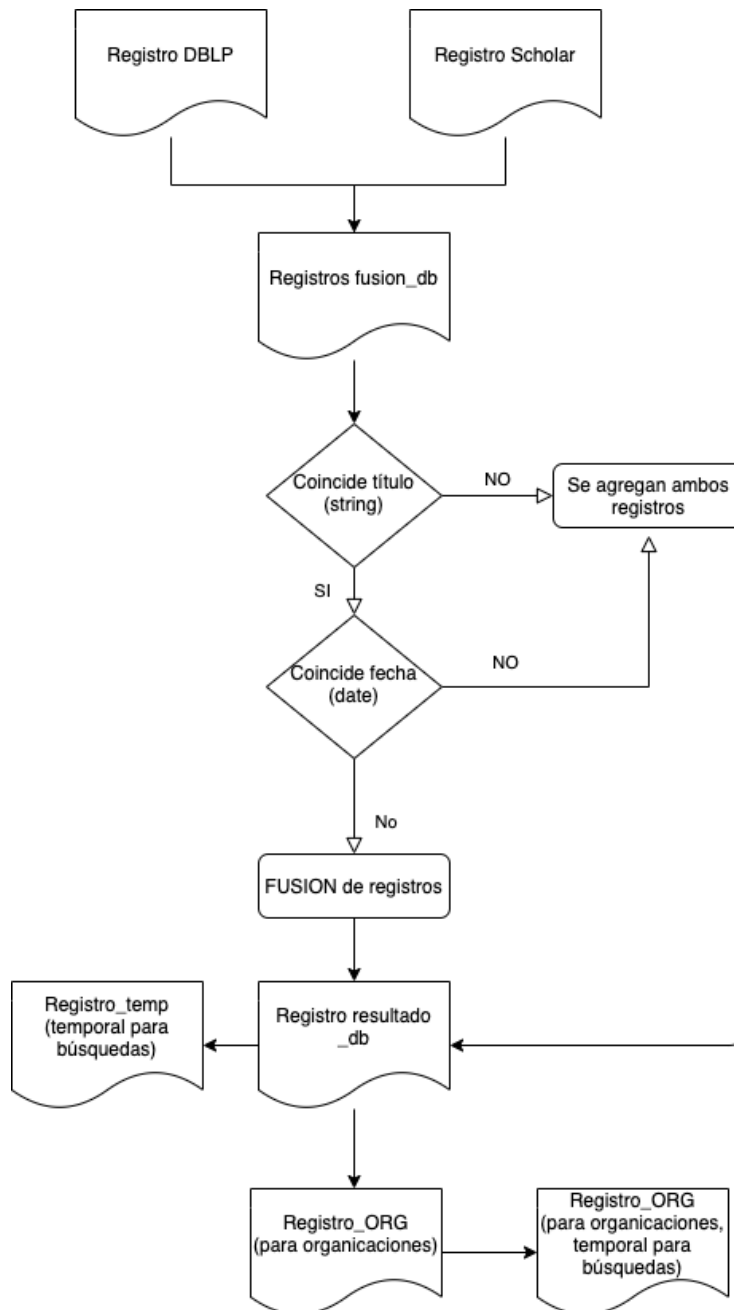 Registro DBLP
Registro Scholar
Registros fusion_db
Coincide título
(string)
NO
Se agregan ambos
registros
SI
Coincide fecha
(date)
NO
No
FUSION de registros
Registro_temp
(temporal para
búsquedas)
Registro resultado
_db
Registro_ORG
(para organicaciones)
Registro_ORG
(para organicaciones,
temporal para
búsquedas)